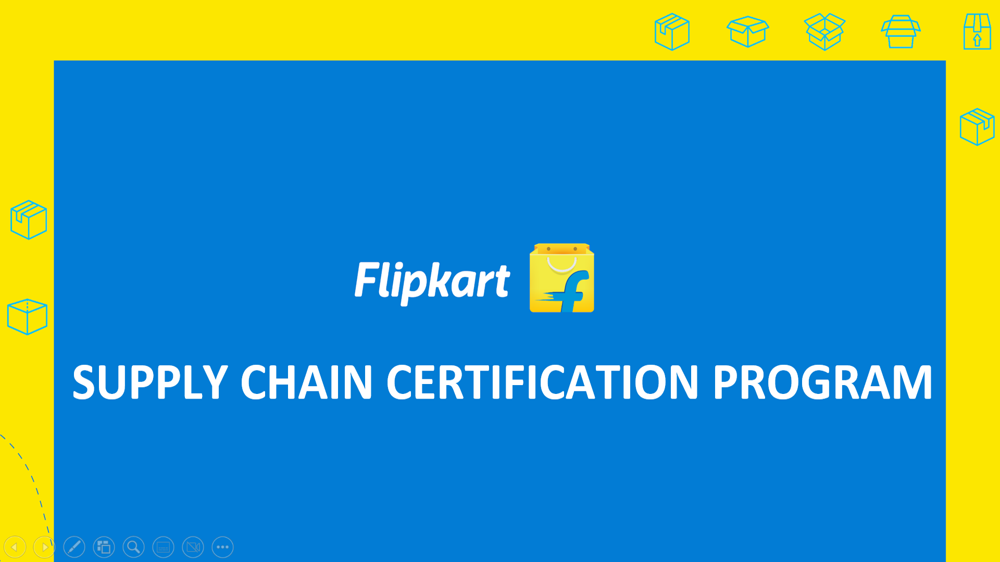 Flipkart
SUPPLY CHAIN CERTIFICATION PROGRAM